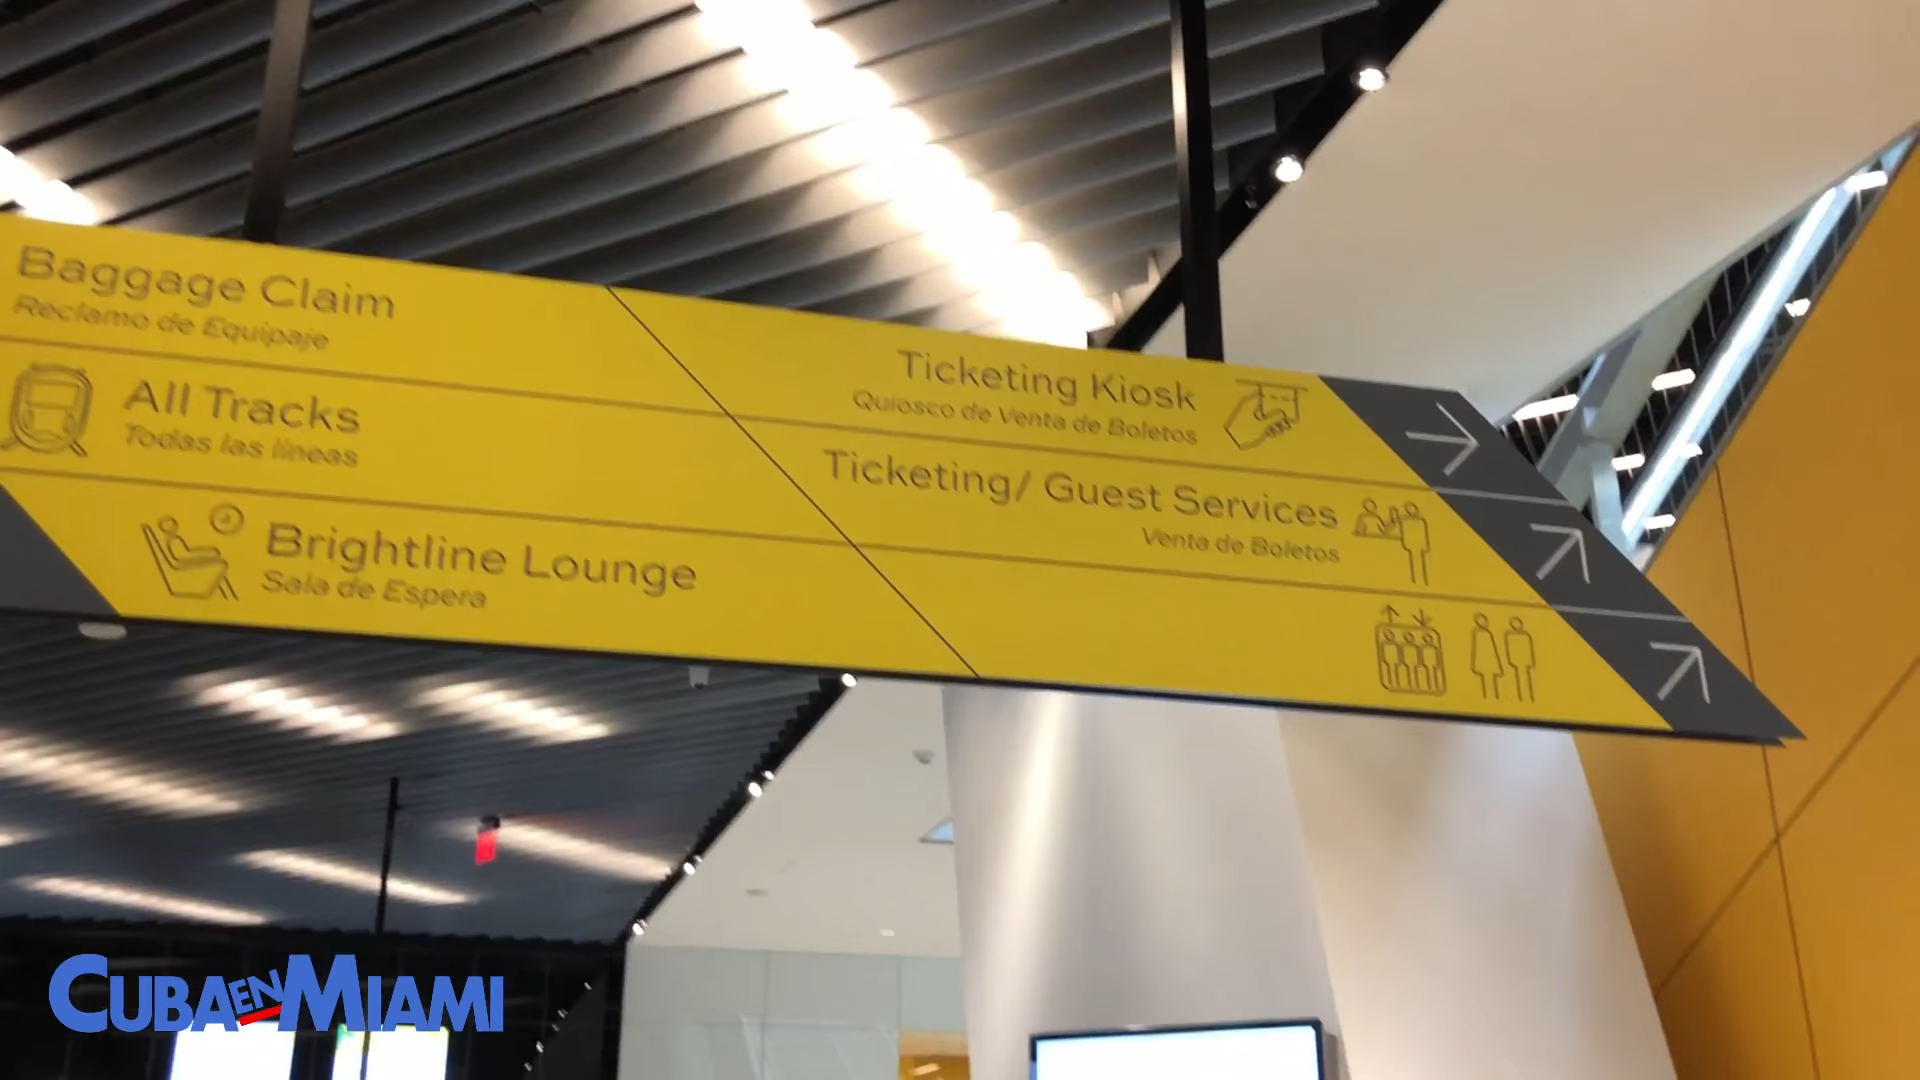 Baggage Claim
Reclamo de Equipaje
All Tracks
Todas las líneas
Brightline Lounge
Sala de Espera
Ticketing Kiosk
Quiosco de Venta de Boletos
Ticketing/ Guest Services
Venta de Boletos
CUBA EN MIAMI